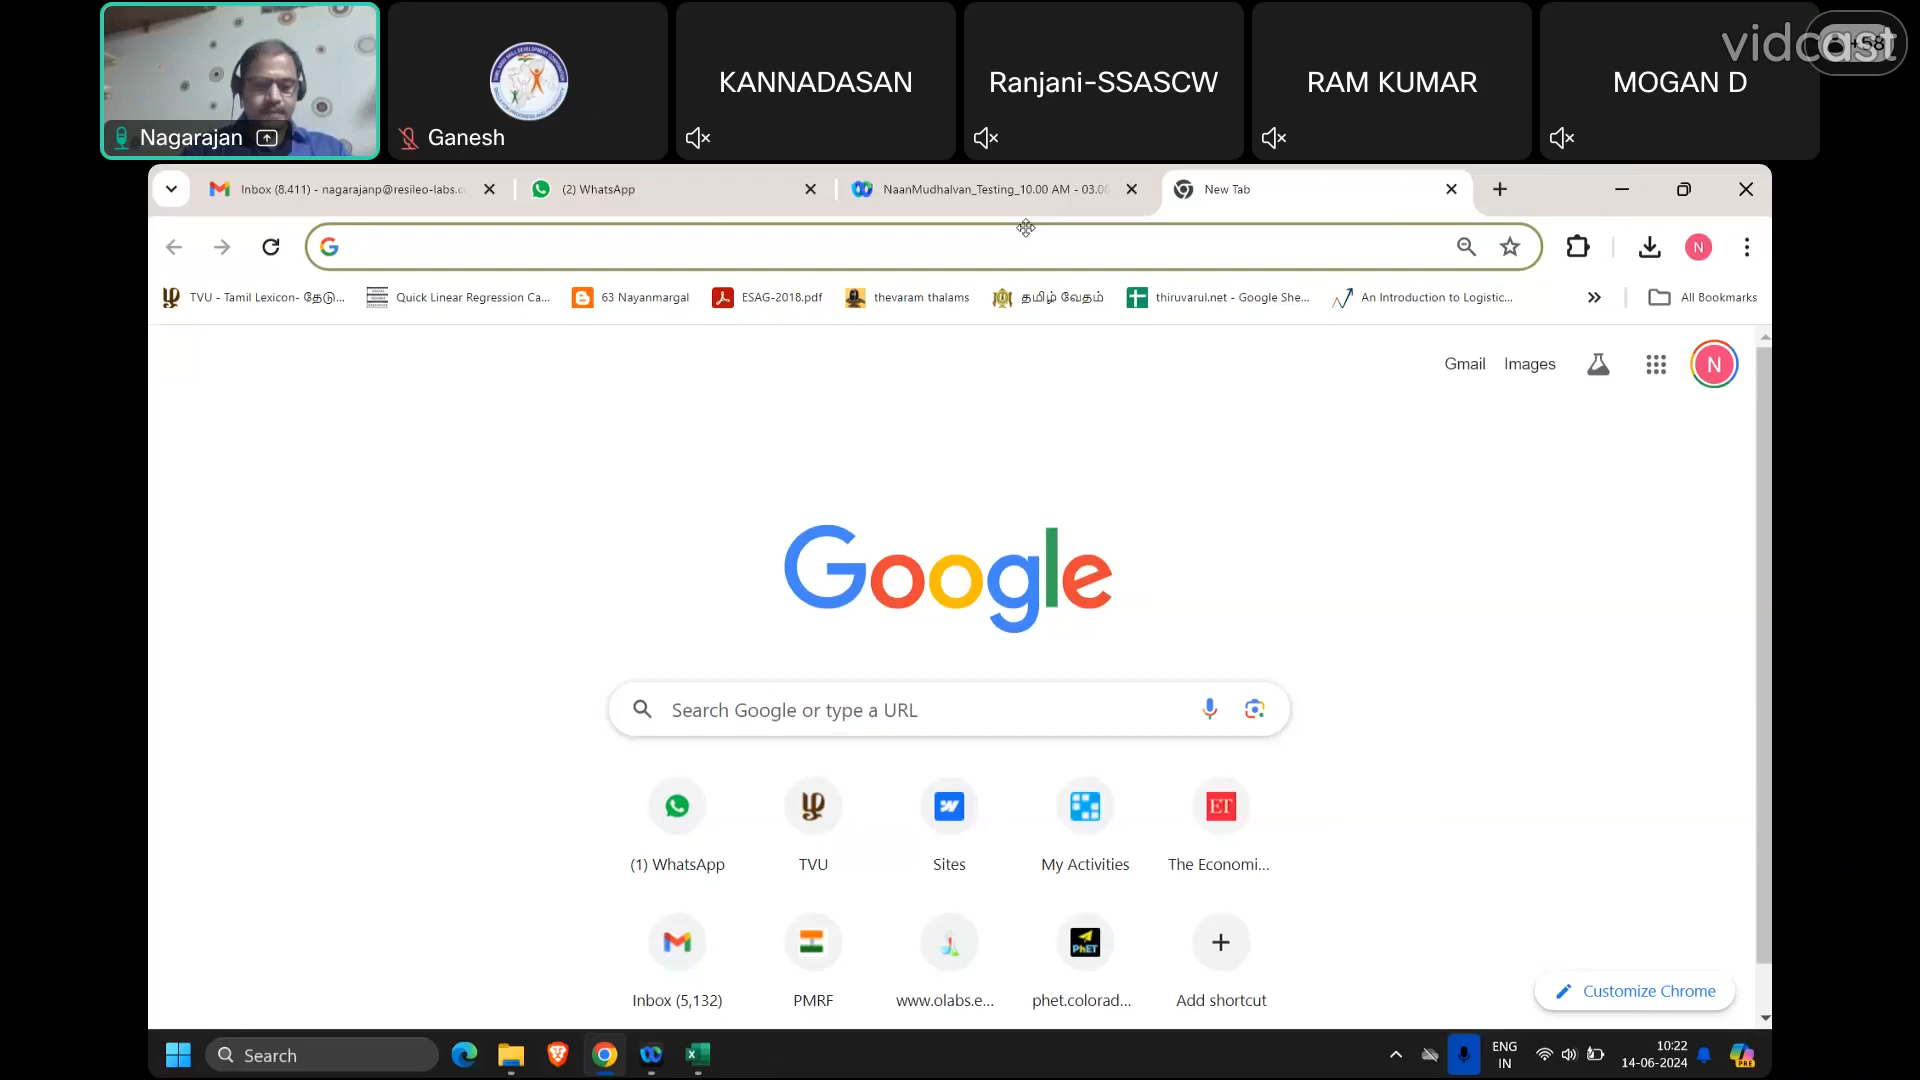 Nagarajan
Ganesh
KANNADASAN
Ranjani-SSASCW
RAM KUMAR
MOGAN D
vidcast
Inbox (8,411) - nagarajanp@resileo-labs.c
(2) WhatsApp
NaanMudhalvan_Testing_10.00 AM - 03.00
New Tab
TVU - Tamil Lexicon- தேடு...
Quick Linear Regression Ca...
63 Nayanmargal
ESAG-2018.pdf
thevaram thalams
தமிழ் வேதம்
thiruvarul.net - Google She...
An Introduction to Logistic...
All Bookmarks
N
Gmail
Images
N
Google
Search Google or type a URL
(1) WhatsApp
TVU
Sites
My Activities
ET
The Economi...
Inbox (5,132)
PMRF
www.olabs.e...
PhET
phet.colorad...
Add shortcut
Customize Chrome
Search
ENG
IN
10:22
14-06-2024
PRE